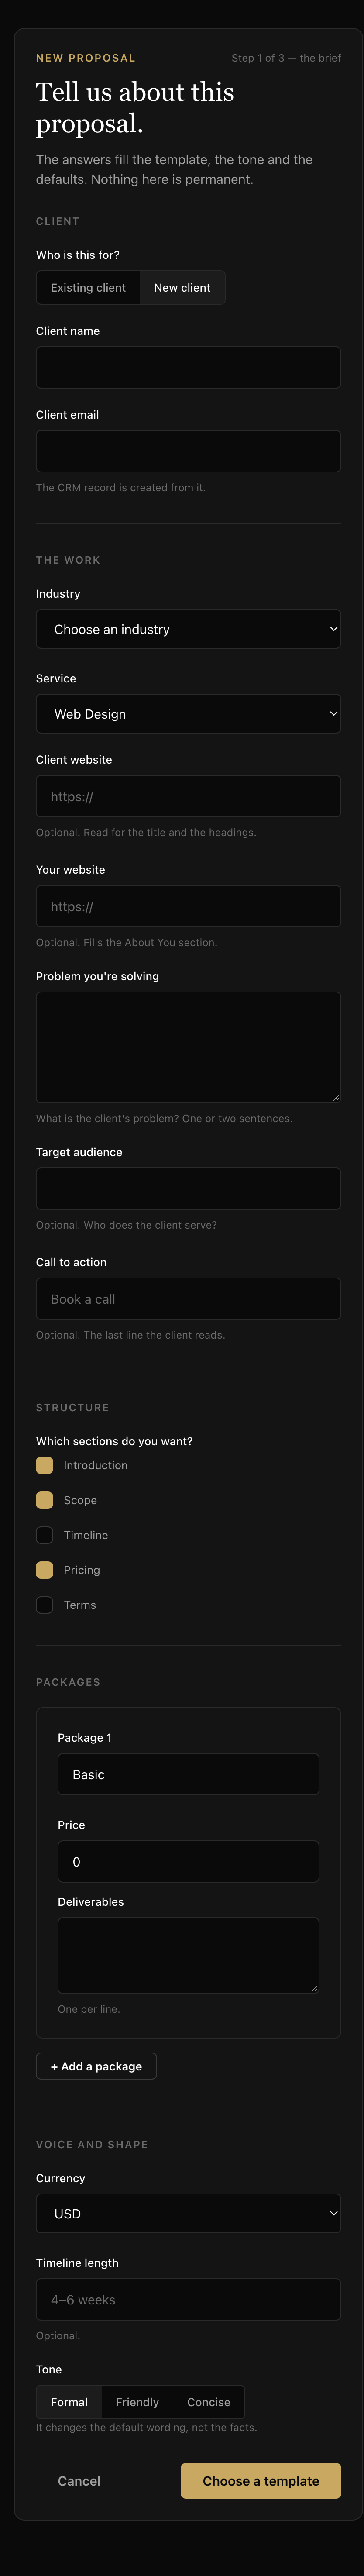 NEW PROPOSAL
Step 1 of 3 — the brief
Tell us about this
proposal.
The answers fill the template, the tone and the
defaults. Nothing here is permanent.
CLIENT
Who is this for?
Existing client
New client
Client name
Client email
The CRM record is created from it.
THE WORK
Industry
Choose an industry
Service
Web Design
Client website
https://
Optional. Read for the title and the headings.
Your website
https://
Optional. Fills the About You section.
Problem you're solving
What is the client's problem? One or two sentences.
Target audience
Optional. Who does the client serve?
Call to action
Book a call
Optional. The last line the client reads.
STRUCTURE
Which sections do you want?
Introduction
Scope
Timeline
Pricing
Terms
PACKAGES
Package 1
Basic
Price
0
Deliverables
One per line.
+ Add a package
VOICE AND SHAPE
Currency
USD
Timeline length
4–6 weeks
Optional.
Tone
Formal
Friendly
Concise
It changes the default wording, not the facts.
Cancel
Choose a template